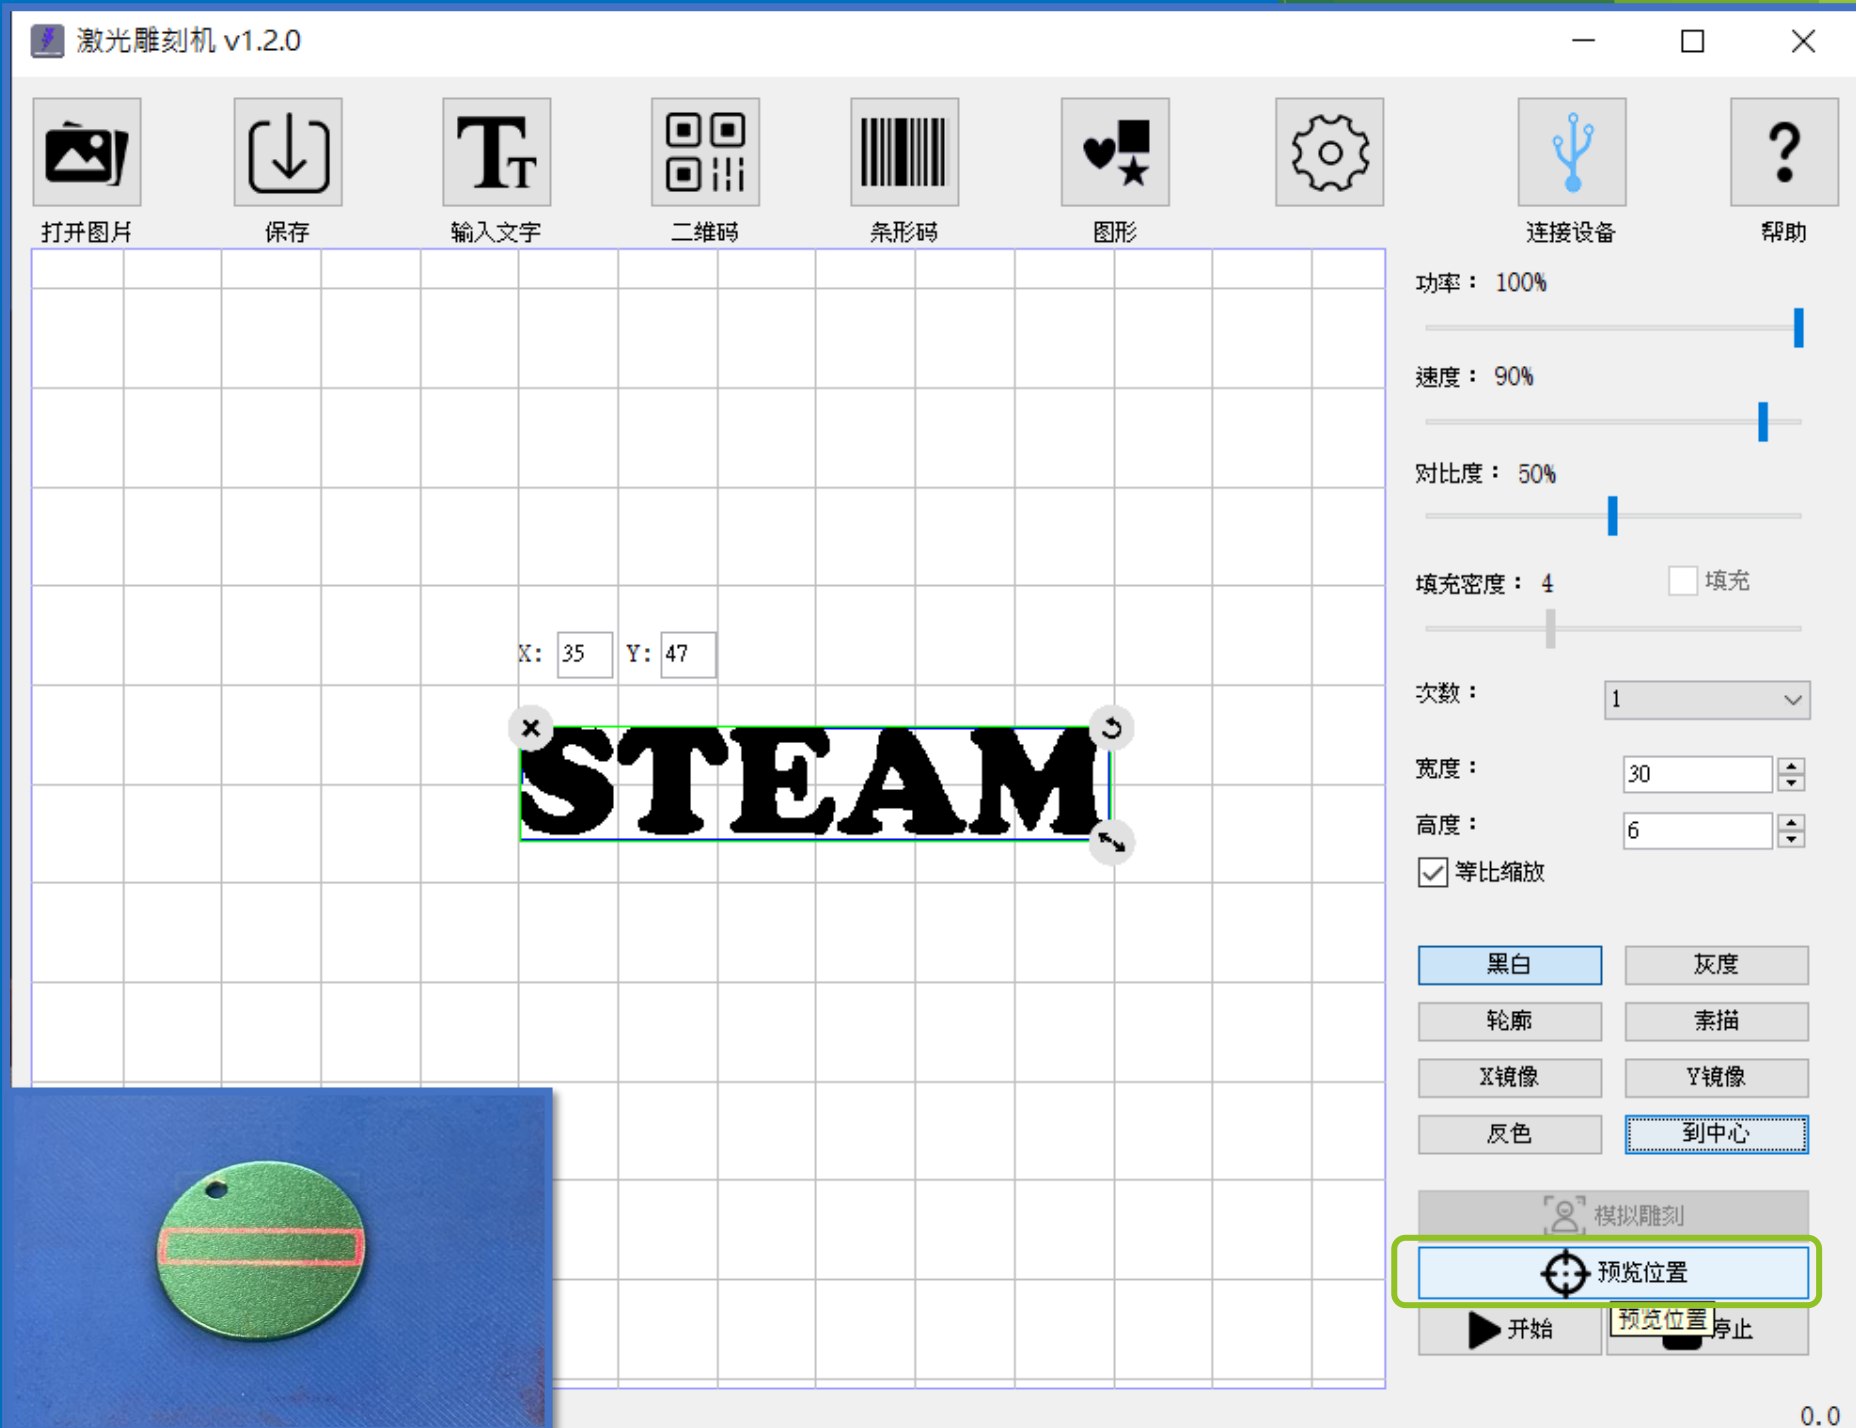 激光雕刻机 v1.2.0
打开图片 保存 输入文字 二维码 条形码 图形 连接设备 帮助
功率： 100%
速度： 90%
对比度： 50%
填充密度： 4 填充
X: 35 Y: 47
次数： 1
STEAM
宽度： 30
高度： 6
等比缩放
黑白 灰度
轮廓 素描
X镜像 Y镜像
反色 到中心
模拟雕刻
预览位置
预览位置
开始 停止
0.0